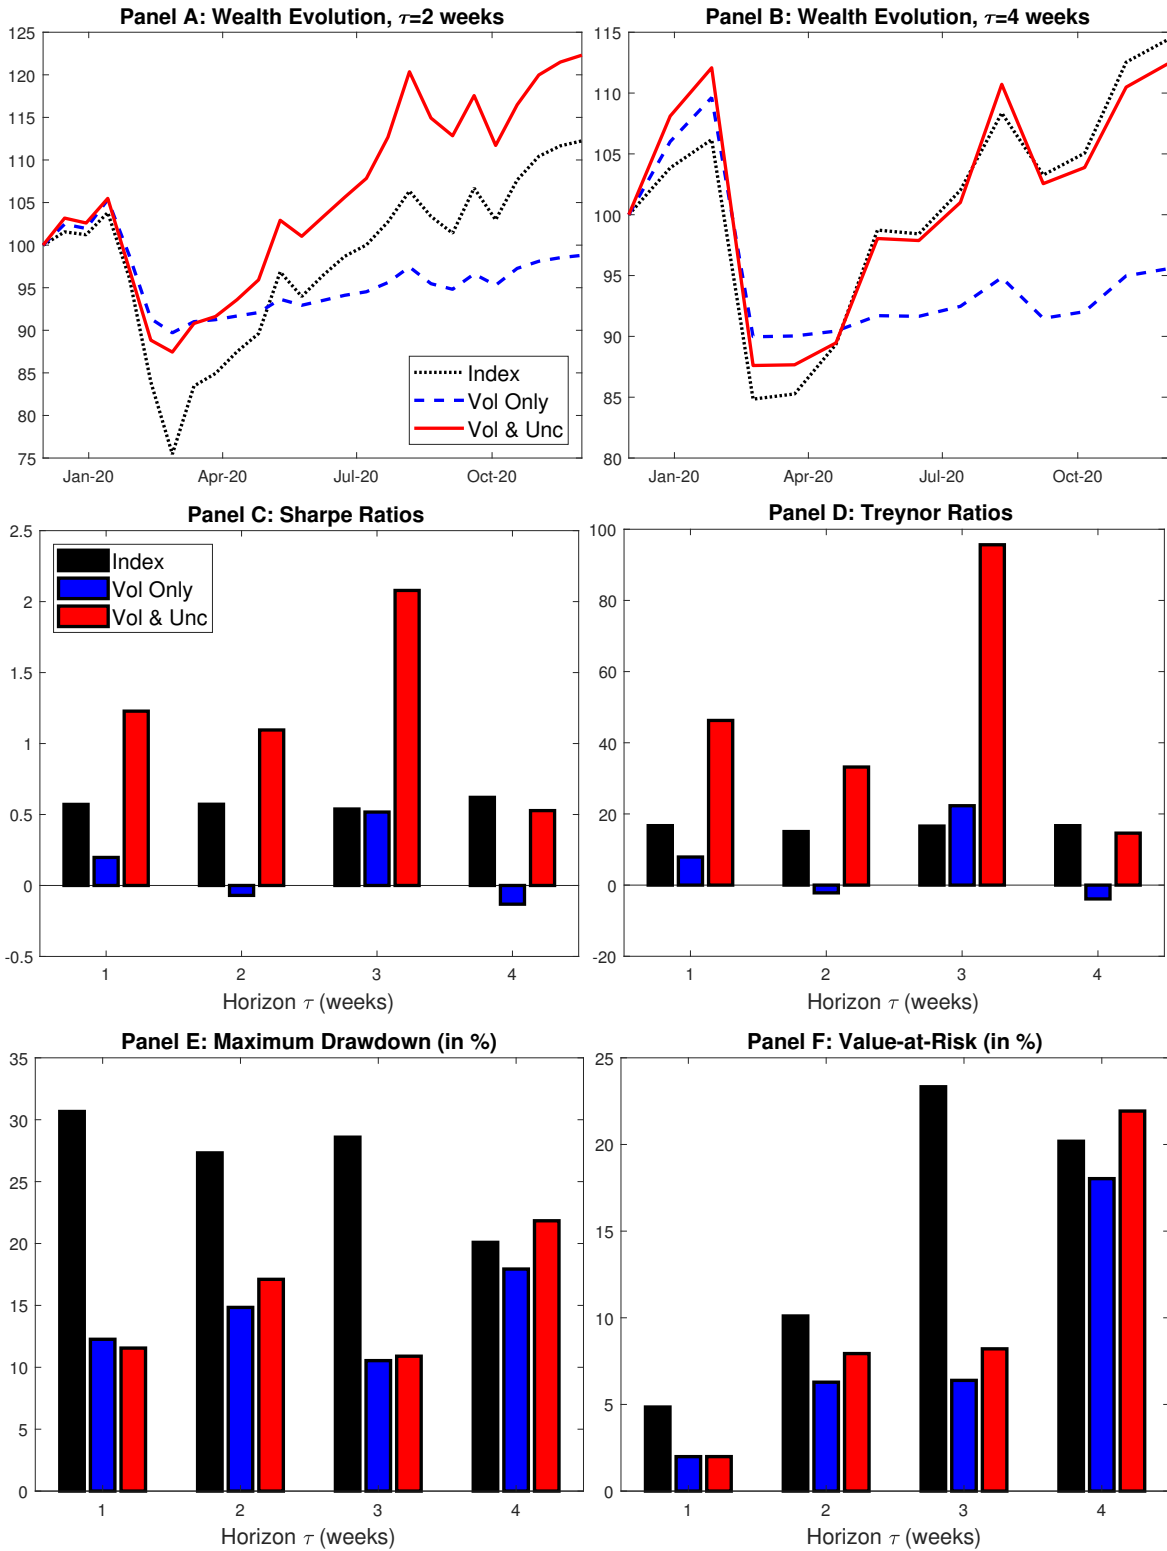 Panel A: Wealth Evolution, τ=2 weeks
125
120
115
110
105
100
95
90
85
80
75
Jan-20 Apr-20 Jul-20 Oct-20
Index
Vol Only
Vol & Unc
Panel B: Wealth Evolution, τ=4 weeks
115
110
105
100
95
90
85
80
Jan-20 Apr-20 Jul-20 Oct-20
Panel C: Sharpe Ratios
2.5
2
1.5
1
0.5
0
-0.5
Index
Vol Only
Vol & Unc
1 2 3 4
Horizon τ (weeks)
Panel D: Treynor Ratios
100
80
60
40
20
0
-20
1 2 3 4
Horizon τ (weeks)
Panel E: Maximum Drawdown (in %)
35
30
25
20
15
10
5
0
1 2 3 4
Horizon τ (weeks)
Panel F: Value-at-Risk (in %)
25
20
15
10
5
0
1 2 3 4
Horizon τ (weeks)